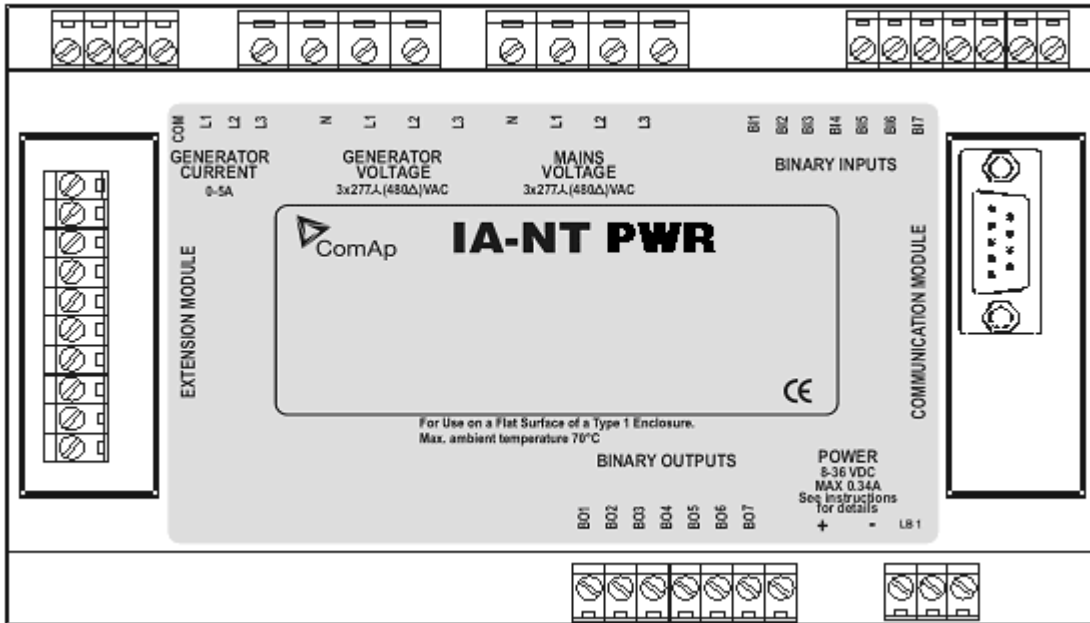 COM L1 L2 L3 N L1 L2 L3 N L1 L2 L3 BI1 BI2 BI3 BI4 BI5 BI6 BI7
GENERATOR CURRENT
0-5A
GENERATOR VOLTAGE
3x277⅄(480Δ)VAC
MAINS VOLTAGE
3x277⅄(480Δ)VAC
BINARY INPUTS
EXTENSION MODULE
ComAp
IA-NT PWR
CE
COMMUNICATION MODULE
For Use on a Flat Surface of a Type 1 Enclosure.
Max. ambient temperature 70°C
BINARY OUTPUTS
POWER
8-36 VDC
MAX 0.34A
See instructions
for details
BO1 BO2 BO3 BO4 BO5 BO6 BO7 + - LB 1